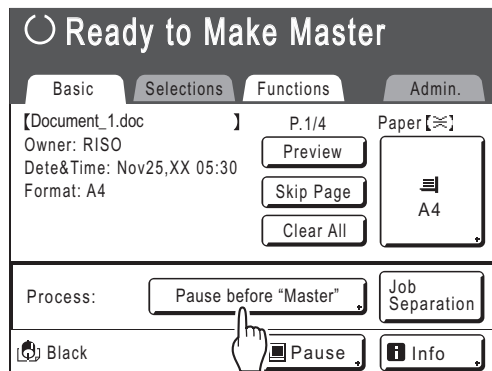 Ready to Make Master
Basic Selections Functions Admin.
【Document_1.doc 】 P.1/4 Paper【】
Owner: RISO Preview
Dete&Time: Nov25,XX 05:30
Format: A4 Skip Page A4
Clear All
Process: Pause before “Master” Job
Separation
Black Pause Info